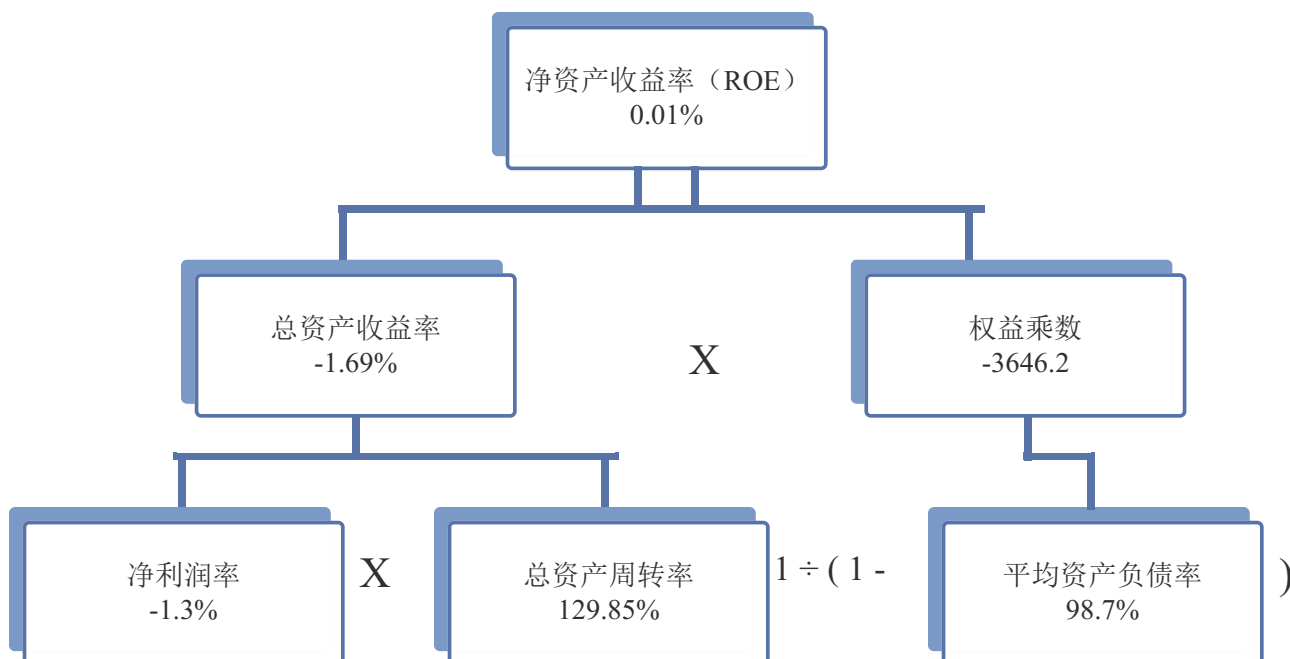 净资产收益率（ROE）
0.01%
总资产收益率
-1.69%
X
权益乘数
-3646.2
净利润率
-1.3%
X
总资产周转率
129.85%
1 ÷ ( 1 -
平均资产负债率
98.7%
)